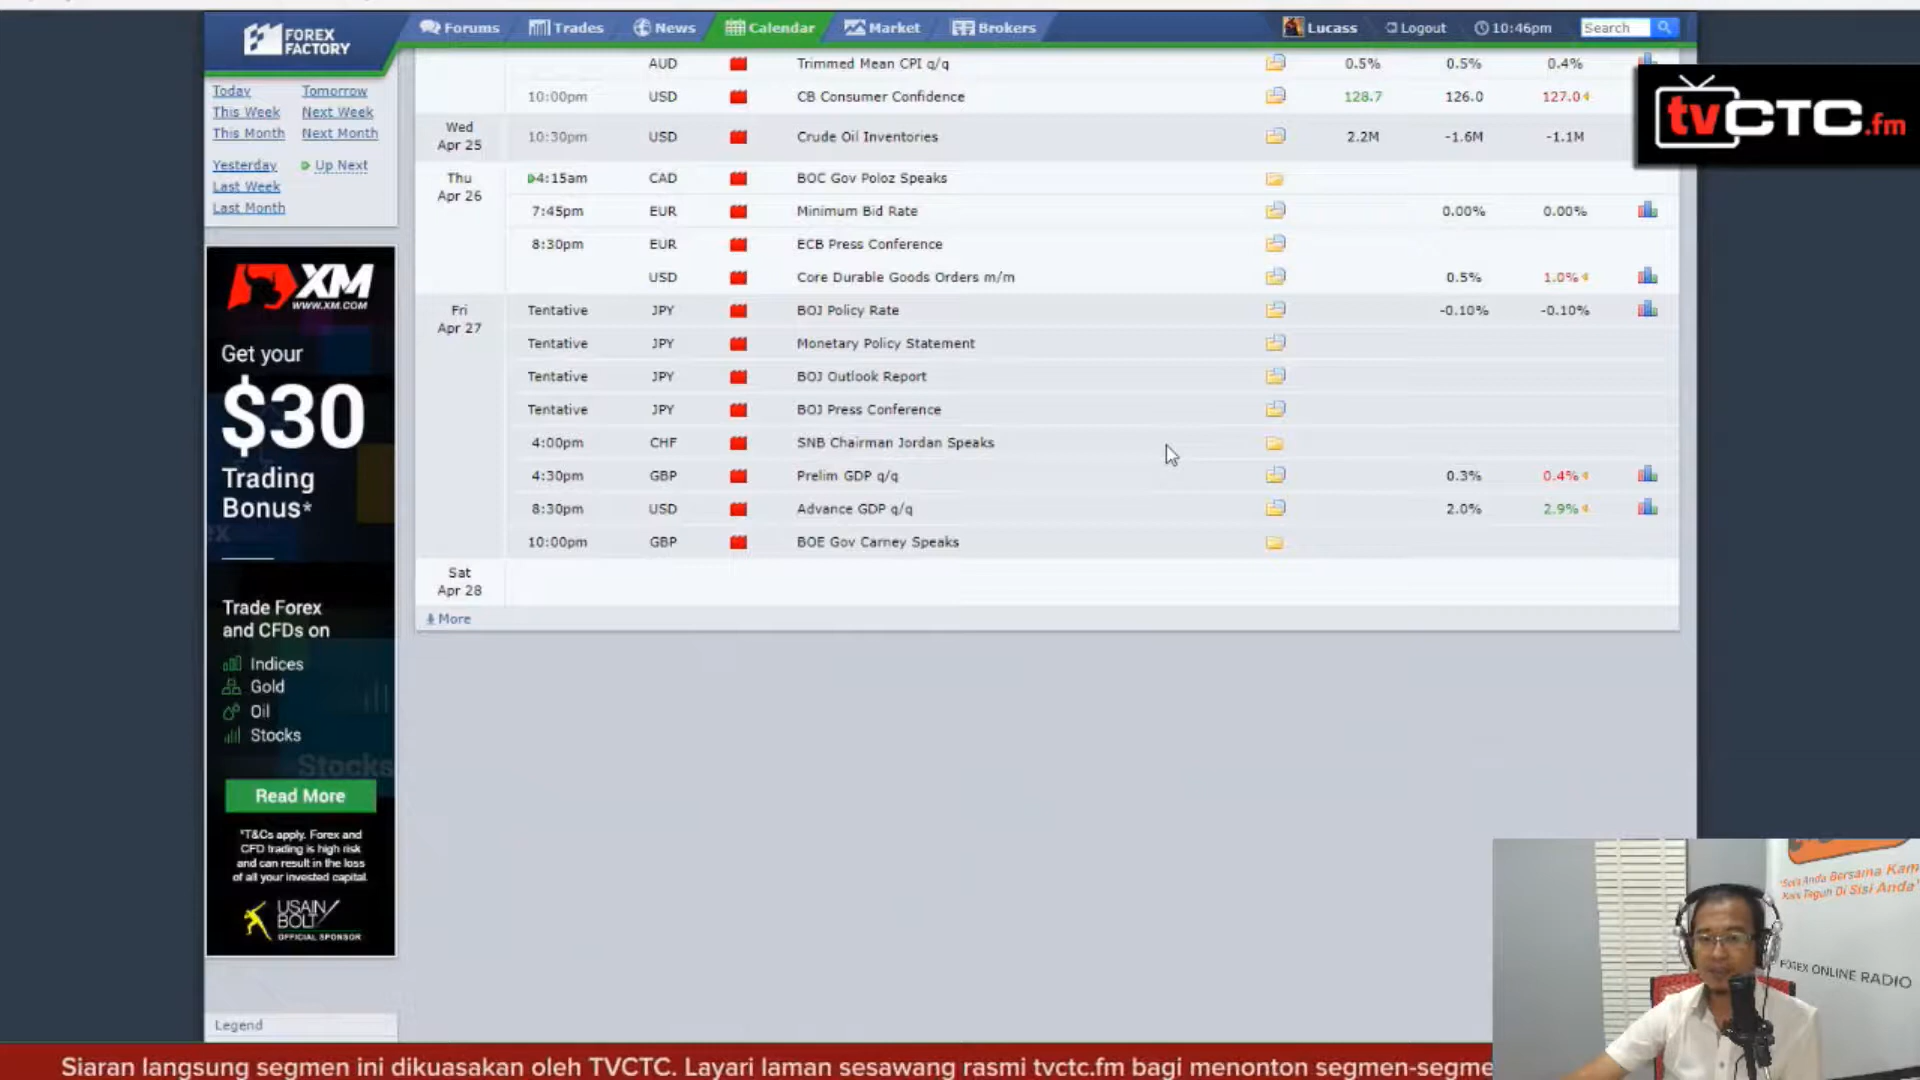 FOREX FACTORY
Forums Trades News Calendar Market Brokers Lucass Logout 10:46pm Search
Today Tomorrow
This Week Next Week
This Month Next Month
Yesterday Up Next
Last Week
Last Month
AUD Trimmed Mean CPI q/q 0.5% 0.5% 0.4%
10:00pm USD CB Consumer Confidence 128.7 126.0 127.0
Wed Apr 25 10:30pm USD Crude Oil Inventories 2.2M -1.6M -1.1M
Thu Apr 26 4:15am CAD BOC Gov Poloz Speaks
7:45pm EUR Minimum Bid Rate 0.00% 0.00%
8:30pm EUR ECB Press Conference
USD Core Durable Goods Orders m/m 0.5% 1.0%
Fri Apr 27 Tentative JPY BOJ Policy Rate -0.10% -0.10%
Tentative JPY Monetary Policy Statement
Tentative JPY BOJ Outlook Report
Tentative JPY BOJ Press Conference
4:00pm CHF SNB Chairman Jordan Speaks
4:30pm GBP Prelim GDP q/q 0.3% 0.4%
8:30pm USD Advance GDP q/q 2.0% 2.9%
10:00pm GBP BOE Gov Carney Speaks
Sat Apr 28
More
tvCTC.fm
XM
WWW.XM.COM
Get your
$30
Trading
Bonus*
Trade Forex
and CFDs on
Indices
Gold
Oil
Stocks
Stocks
Read More
*T&Cs apply. Forex and
CFD trading is high risk
and can result in the loss
of all your invested capital.
USAIN
BOLT
OFFICIAL SPONSOR
Legend
Anda Bersama Kam
Teguh Di Sisi Anda"
FOREX ONLINE RADIO
Siaran langsung segmen ini dikuasakan oleh TVCTC. Layari laman sesawang rasmi tvctc.fm bagi menonton segmen-segme